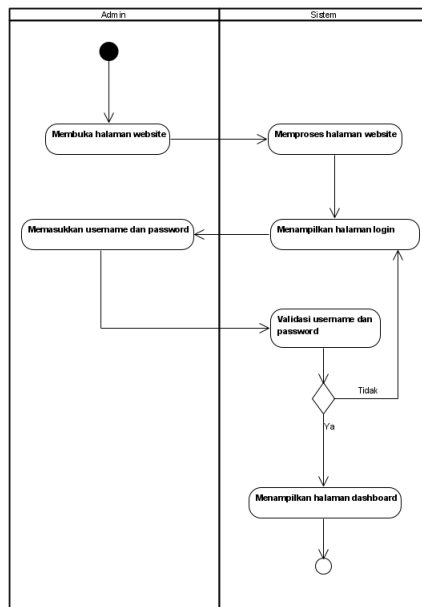 Admin
Sistem
Membuka halaman website
Memproses halaman website
Memasukkan username dan password
Menampilkan halaman login
Validasi username dan
password
Tidak
Ya
Menampilkan halaman dashboard